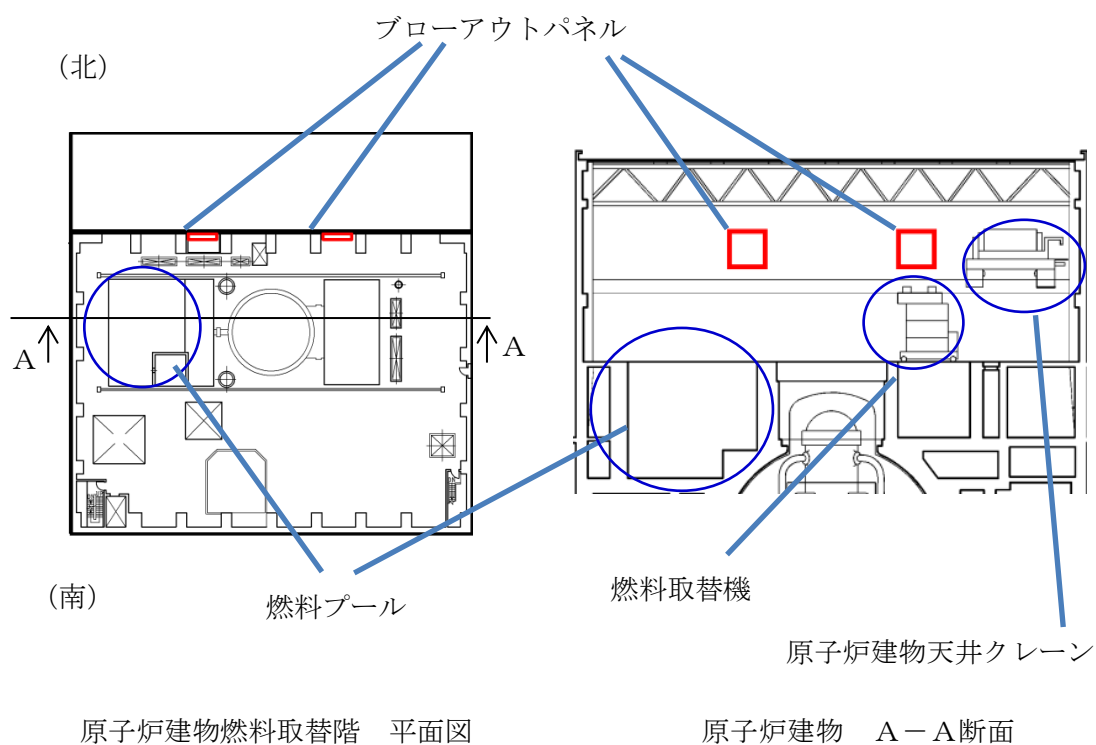 ブローアウトパネル
（北）
A
A
（南）
燃料プール
燃料取替機
原子炉建物天井クレーン
原子炉建物燃料取替階　平面図
原子炉建物　A－A断面